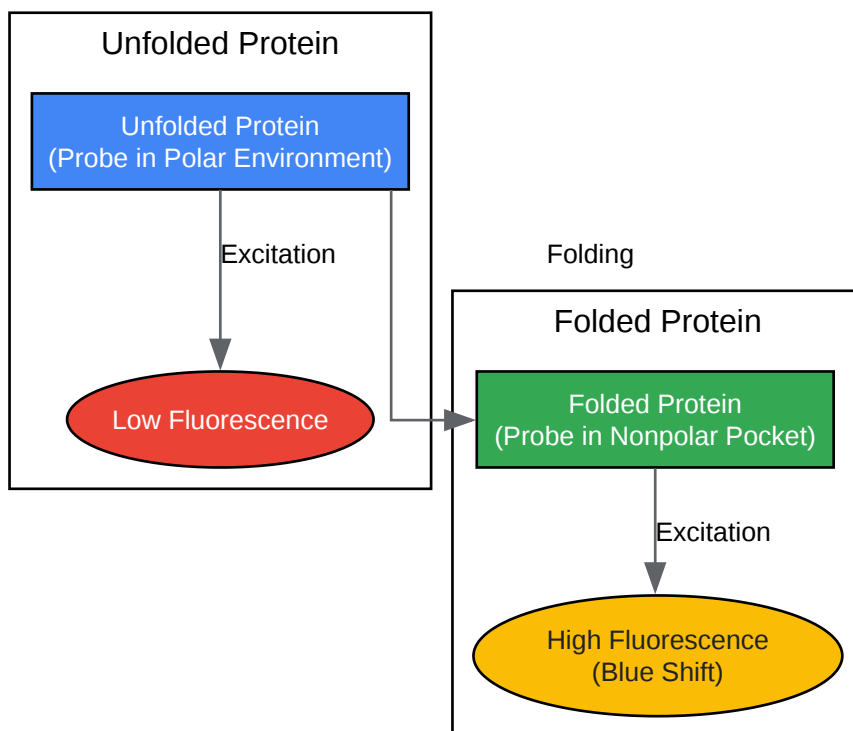 Unfolded Protein
Unfolded Protein
(Probe in Polar Environment)
Excitation
Low Fluorescence
Folding
Folded Protein
Folded Protein
(Probe in Nonpolar Pocket)
Excitation
High Fluorescence
(Blue Shift)